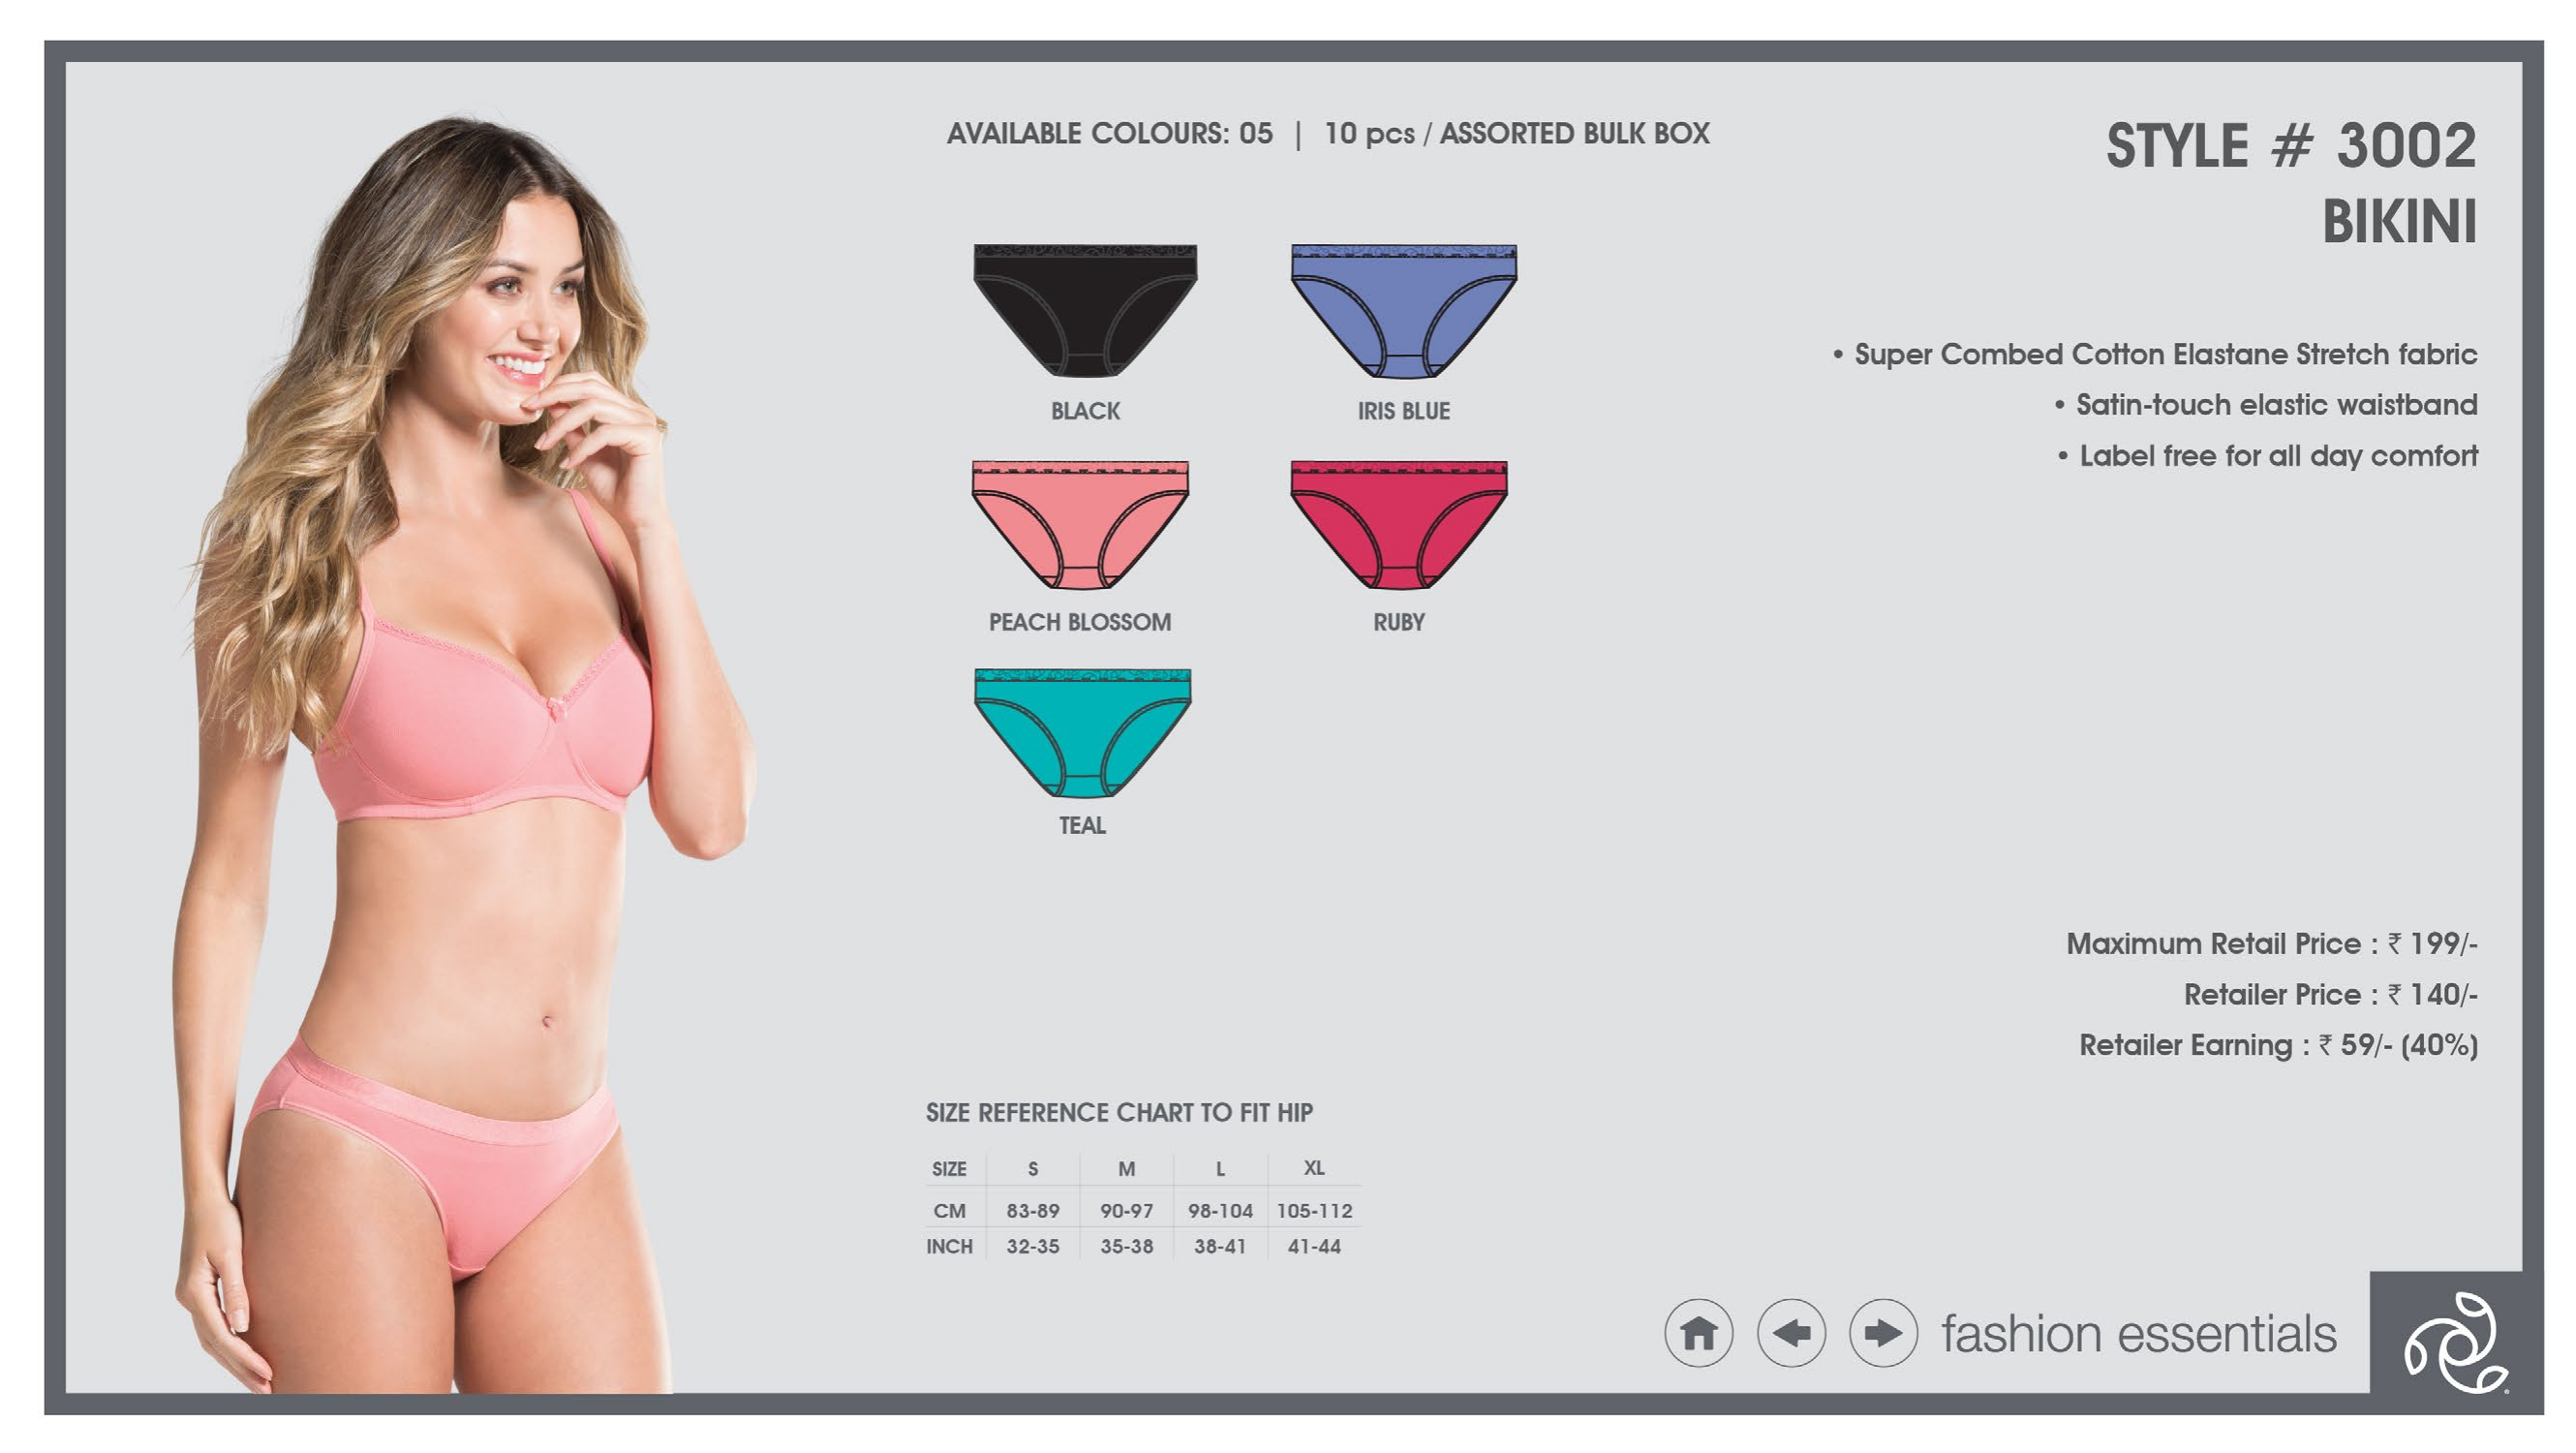 AVAILABLE COLOURS: 05 | 10 pcs / ASSORTED BULK BOX
STYLE # 3002
BIKINI
BLACK
IRIS BLUE
PEACH BLOSSOM
RUBY
TEAL
• Super Combed Cotton Elastane Stretch fabric
• Satin-touch elastic waistband
• Label free for all day comfort
Maximum Retail Price : ₹ 199/-
Retailer Price : ₹ 140/-
Retailer Earning : ₹ 59/- (40%)
SIZE REFERENCE CHART TO FIT HIP
SIZE S M L XL
CM 83-89 90-97 98-104 105-112
INCH 32-35 35-38 38-41 41-44
fashion essentials